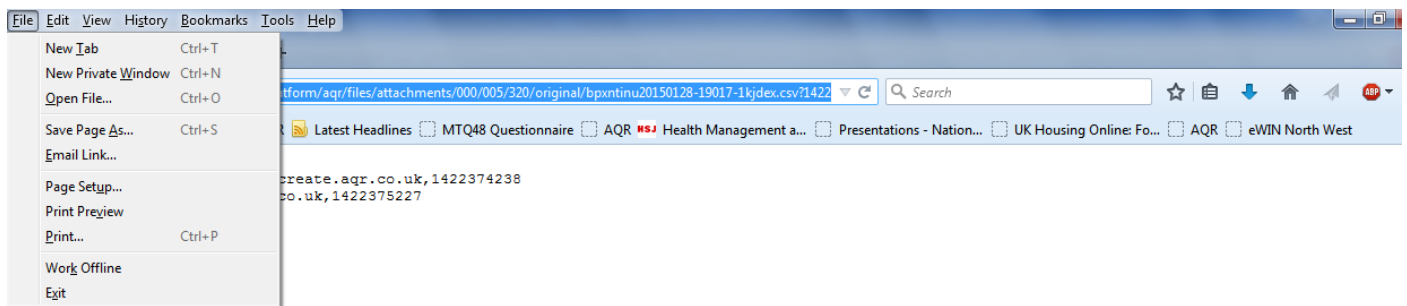 File Edit View History Bookmarks Tools Help
New Tab Ctrl+T
New Private Window Ctrl+N
Open File... Ctrl+O
tform/aqr/files/attachments/000/005/320/original/bpxntinu20150128-19017-1kjdex.csv?1422 Search ABP
Save Page As... Ctrl+S
Latest Headlines MTQ48 Questionnaire AQR HSJ Health Management a... Presentations - Nation... UK Housing Online: Fo... AQR eWIN North West
Email Link...
Page Setup...
create.aqr.co.uk,1422374238
co.uk,1422375227
Print Preview
Print... Ctrl+P
Work Offline
Exit